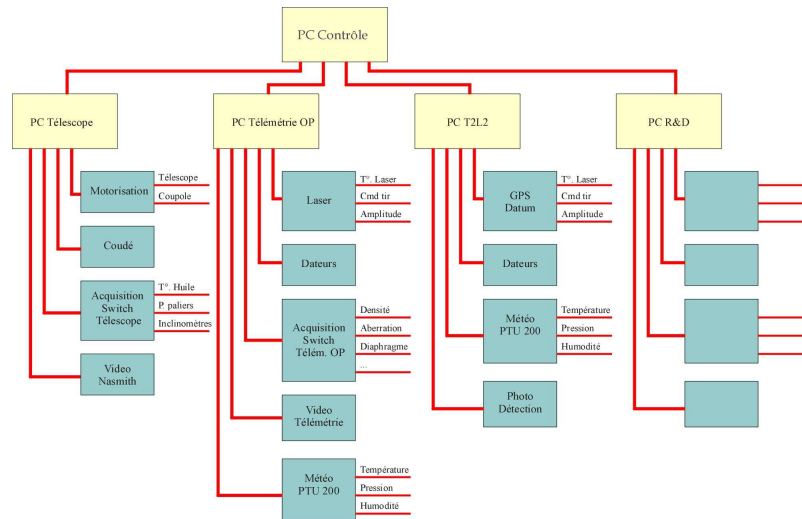 PC Contrôle
PC Télescope
PC Télémétrie OP
PC T2L2
PC R&D
Motorisation
Télescope
Coupole
Coudé
Acquisition
Switch
Télescope
T°. Huile
P. paliers
Inclinomètres
Video
Nasmith
Laser
T°. Laser
Cmd tir
Amplitude
Dateurs
Acquisition
Switch
Télém. OP
Densité
Aberration
Diaphragme
...
Video
Télémétrie
Météo
PTU 200
Température
Pression
Humodité
GPS
Datum
T°. Laser
Cmd tir
Amplitude
Dateurs
Météo
PTU 200
Température
Pression
Humodité
Photo
Détection